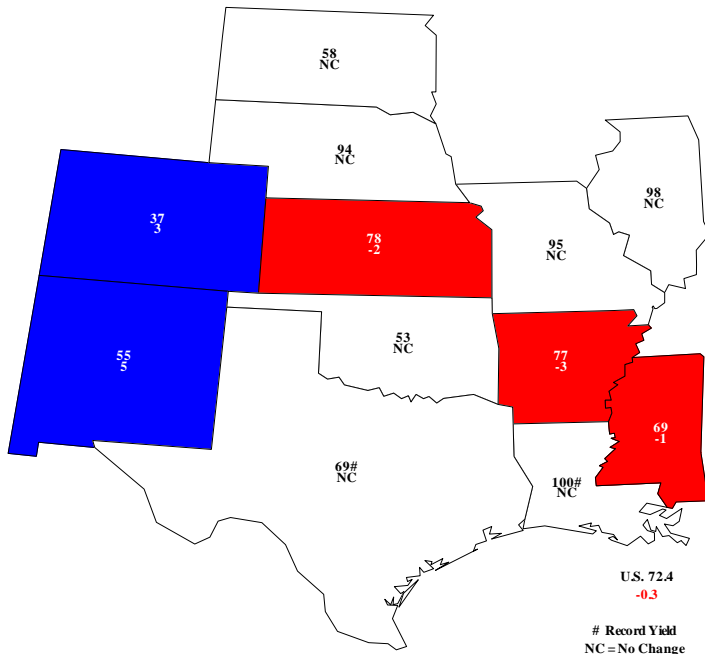 58
NC
94
NC
98
NC
37
3
78
-2
95
NC
53
NC
55
5
77
-3
69
-1
69#
NC
100#
NC
U.S. 72.4
-0.3
# Record Yield
NC = No Change